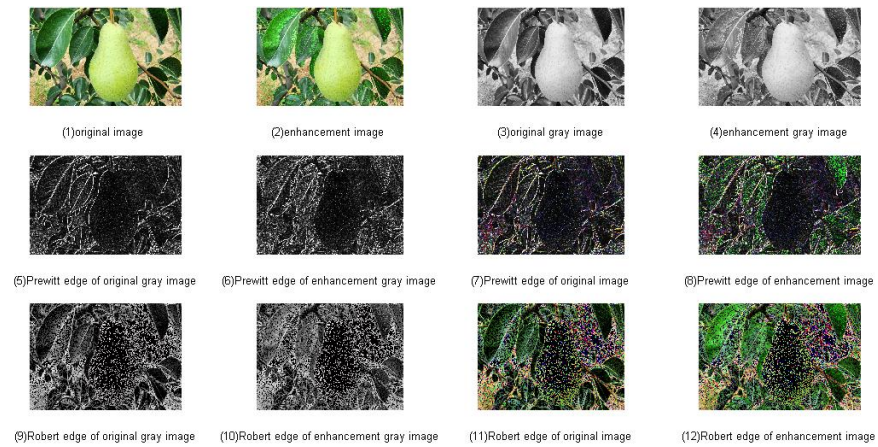 (1)original image
(2)enhancement image
(3)original gray image
(4)enhancement gray image
(5)Prewitt edge of original gray image
(6)Prewitt edge of enhancement gray image
(7)Prewitt edge of original image
(8)Prewitt edge of enhancement image
(9)Robert edge of original gray image
(10)Robert edge of enhancement gray image
(11)Robert edge of original image
(12)Robert edge of enhancement image